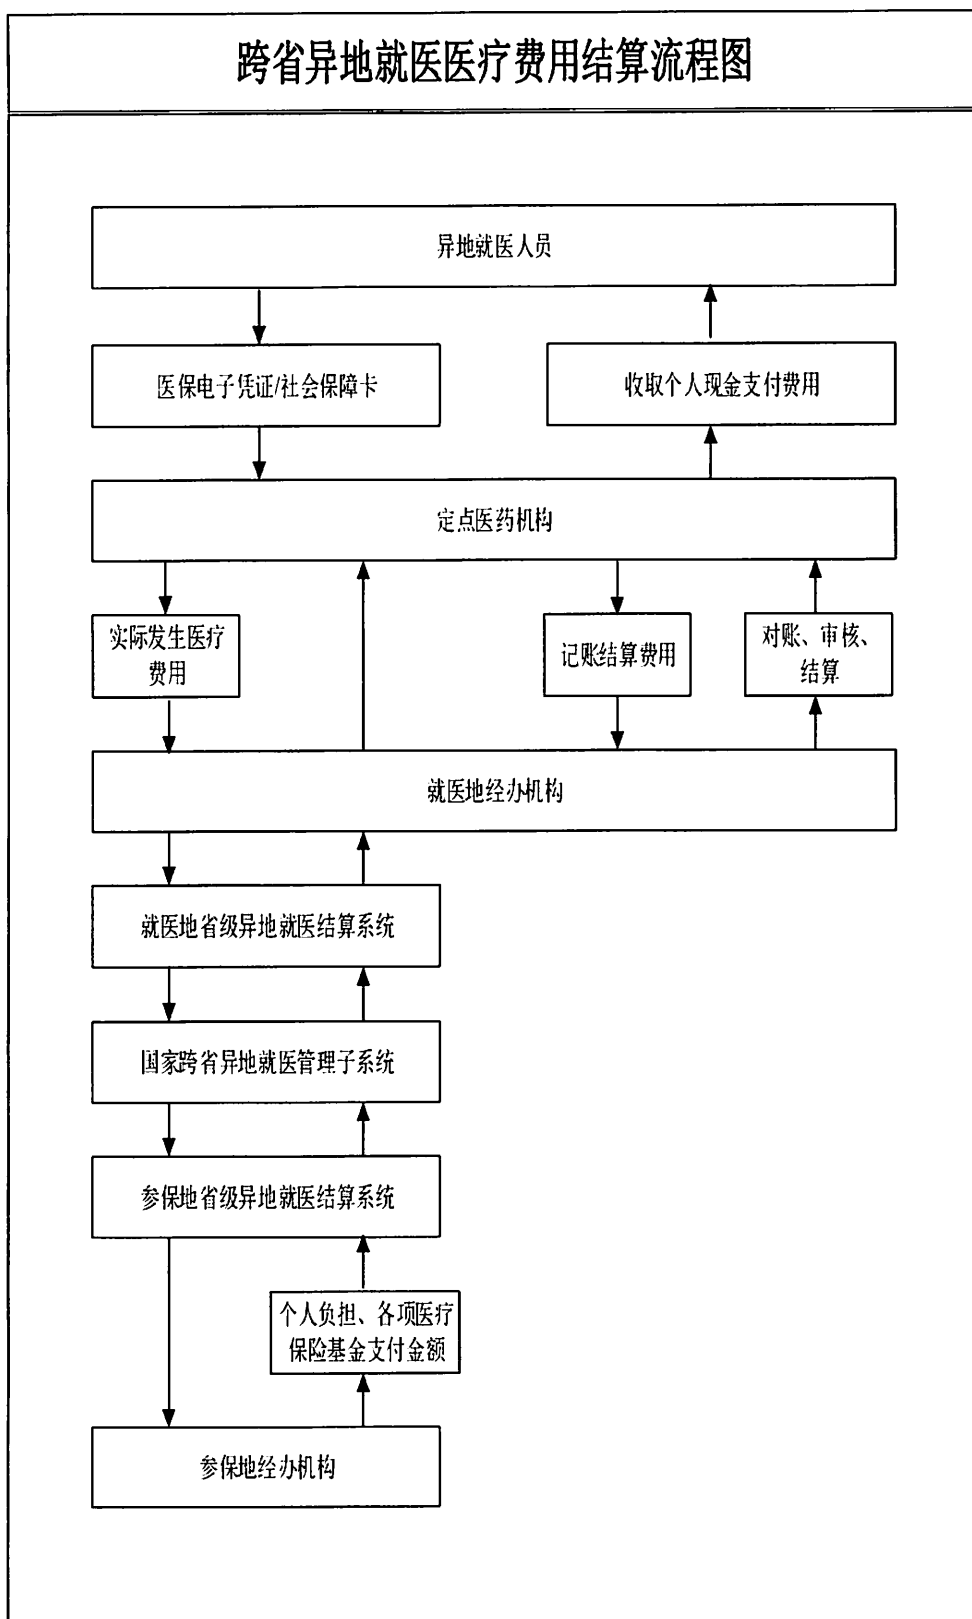 跨省异地就医医疗费用结算流程图
异地就医人员
医保电子凭证/社会保障卡
收取个人现金支付费用
定点医药机构
实际发生医疗
费用
记账结算费用
对账、审核、
结算
就医地经办机构
就医地省级异地就医结算系统
国家跨省异地就医管理子系统
参保地省级异地就医结算系统
个人负担、各项医疗
保险基金支付金额
参保地经办机构